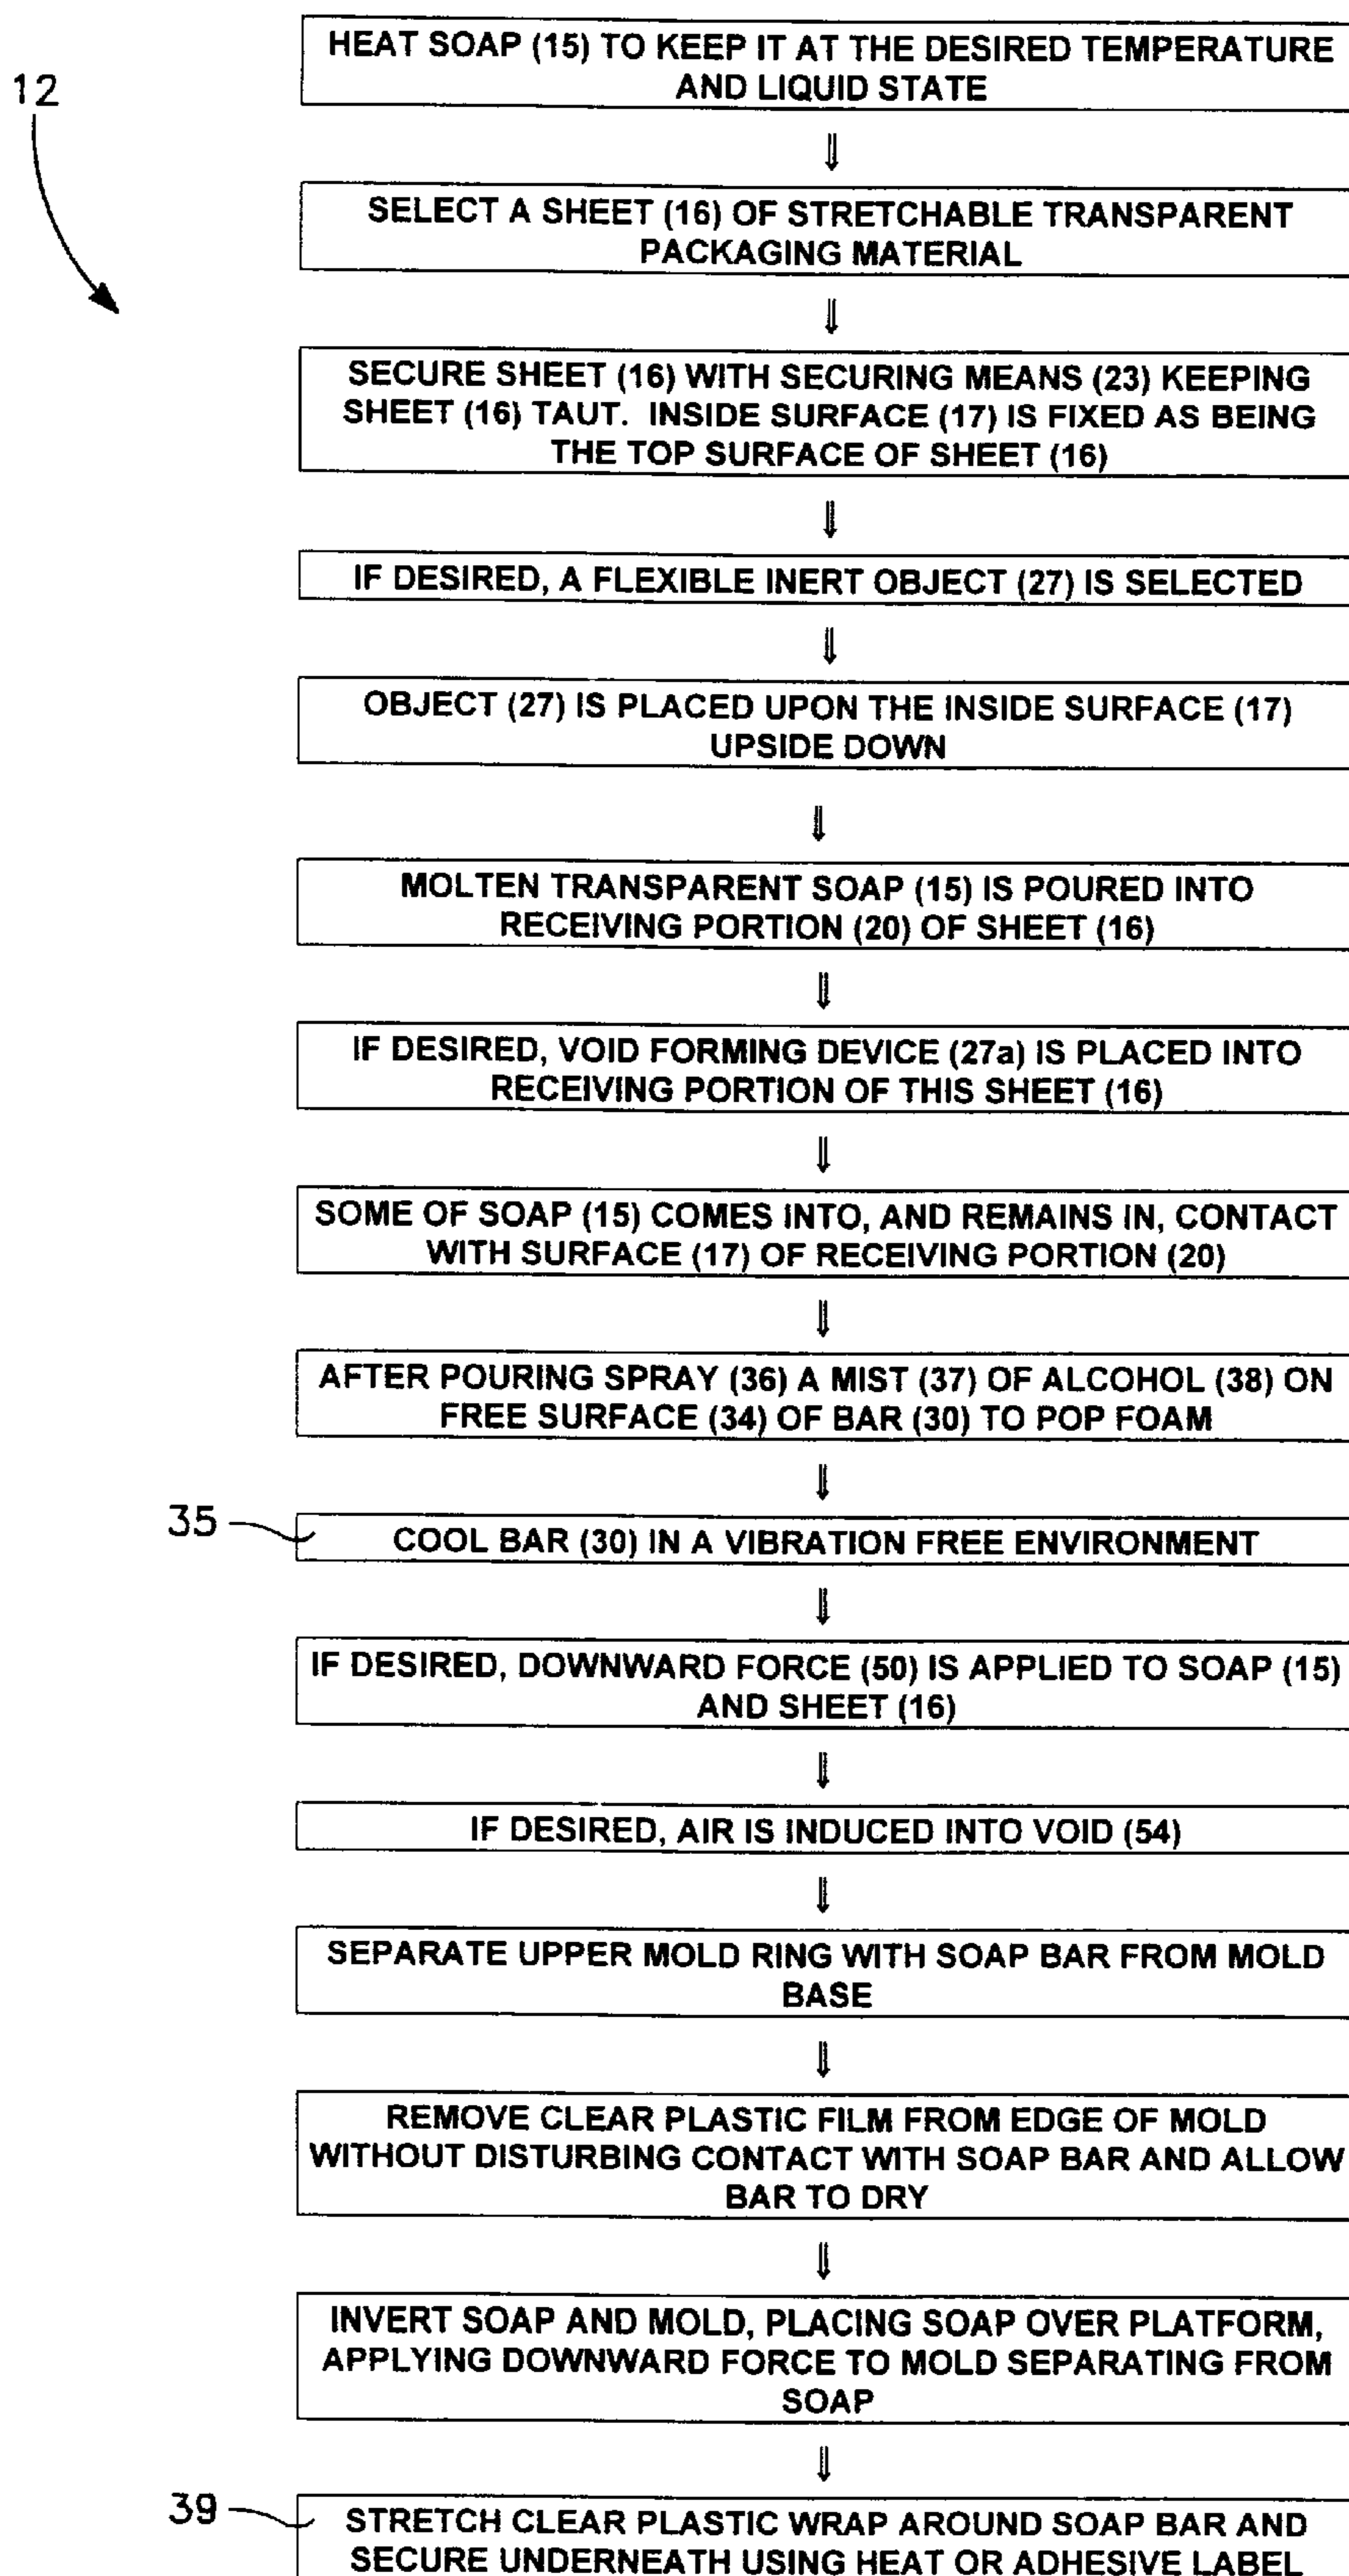 12
HEAT SOAP (15) TO KEEP IT AT THE DESIRED TEMPERATURE
AND LIQUID STATE
⇓
SELECT A SHEET (16) OF STRETCHABLE TRANSPARENT
PACKAGING MATERIAL
⇓
SECURE SHEET (16) WITH SECURING MEANS (23) KEEPING
SHEET (16) TAUT. INSIDE SURFACE (17) IS FIXED AS BEING
THE TOP SURFACE OF SHEET (16)
⇓
IF DESIRED, A FLEXIBLE INERT OBJECT (27) IS SELECTED
⇓
OBJECT (27) IS PLACED UPON THE INSIDE SURFACE (17)
UPSIDE DOWN
⇓
MOLTEN TRANSPARENT SOAP (15) IS POURED INTO
RECEIVING PORTION (20) OF SHEET (16)
⇓
IF DESIRED, VOID FORMING DEVICE (27a) IS PLACED INTO
RECEIVING PORTION OF THIS SHEET (16)
⇓
SOME OF SOAP (15) COMES INTO, AND REMAINS IN, CONTACT
WITH SURFACE (17) OF RECEIVING PORTION (20)
⇓
AFTER POURING SPRAY (36) A MIST (37) OF ALCOHOL (38) ON
FREE SURFACE (34) OF BAR (30) TO POP FOAM
⇓
35
COOL BAR (30) IN A VIBRATION FREE ENVIRONMENT
⇓
IF DESIRED, DOWNWARD FORCE (50) IS APPLIED TO SOAP (15)
AND SHEET (16)
⇓
IF DESIRED, AIR IS INDUCED INTO VOID (54)
⇓
SEPARATE UPPER MOLD RING WITH SOAP BAR FROM MOLD
BASE
⇓
REMOVE CLEAR PLASTIC FILM FROM EDGE OF MOLD
WITHOUT DISTURBING CONTACT WITH SOAP BAR AND ALLOW
BAR TO DRY
⇓
INVERT SOAP AND MOLD, PLACING SOAP OVER PLATFORM,
APPLYING DOWNWARD FORCE TO MOLD SEPARATING FROM
SOAP
⇓
39
STRETCH CLEAR PLASTIC WRAP AROUND SOAP BAR AND
SECURE UNDERNEATH USING HEAT OR ADHESIVE LABEL